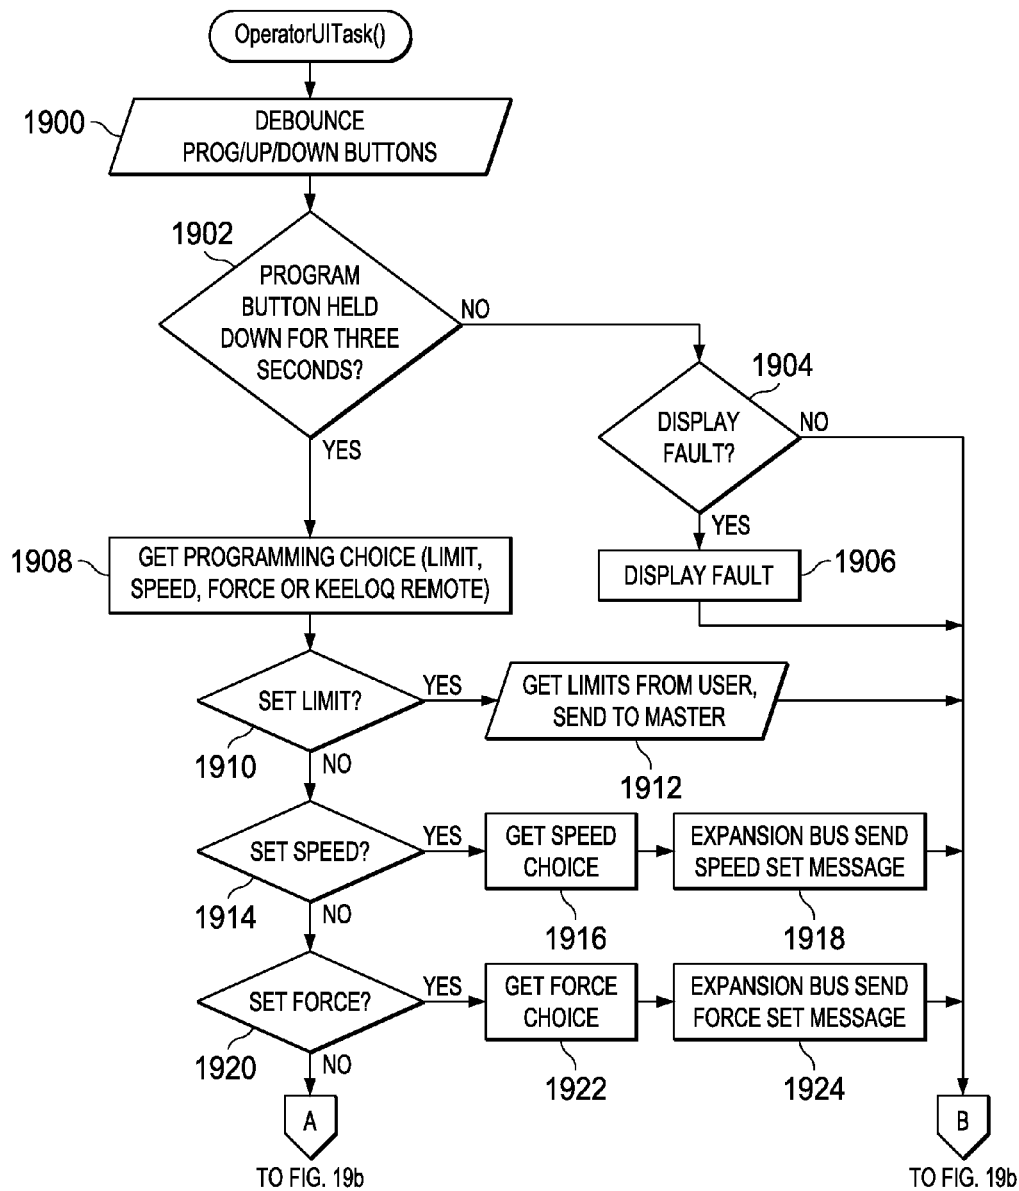 OperatorUITask()
1900
DEBOUNCE
PROG/UP/DOWN BUTTONS
1902
PROGRAM
BUTTON HELD
DOWN FOR THREE
SECONDS?
NO
YES
1904
DISPLAY
FAULT?
NO
YES
1908
GET PROGRAMMING CHOICE (LIMIT,
SPEED, FORCE OR KEELOQ REMOTE)
DISPLAY FAULT
1906
SET LIMIT?
YES
1910
NO
GET LIMITS FROM USER,
SEND TO MASTER
1912
SET SPEED?
YES
1914
NO
GET SPEED
CHOICE
1916
EXPANSION BUS SEND
SPEED SET MESSAGE
1918
SET FORCE?
YES
1920
NO
GET FORCE
CHOICE
1922
EXPANSION BUS SEND
FORCE SET MESSAGE
1924
A
TO FIG. 19b
B
TO FIG. 19b